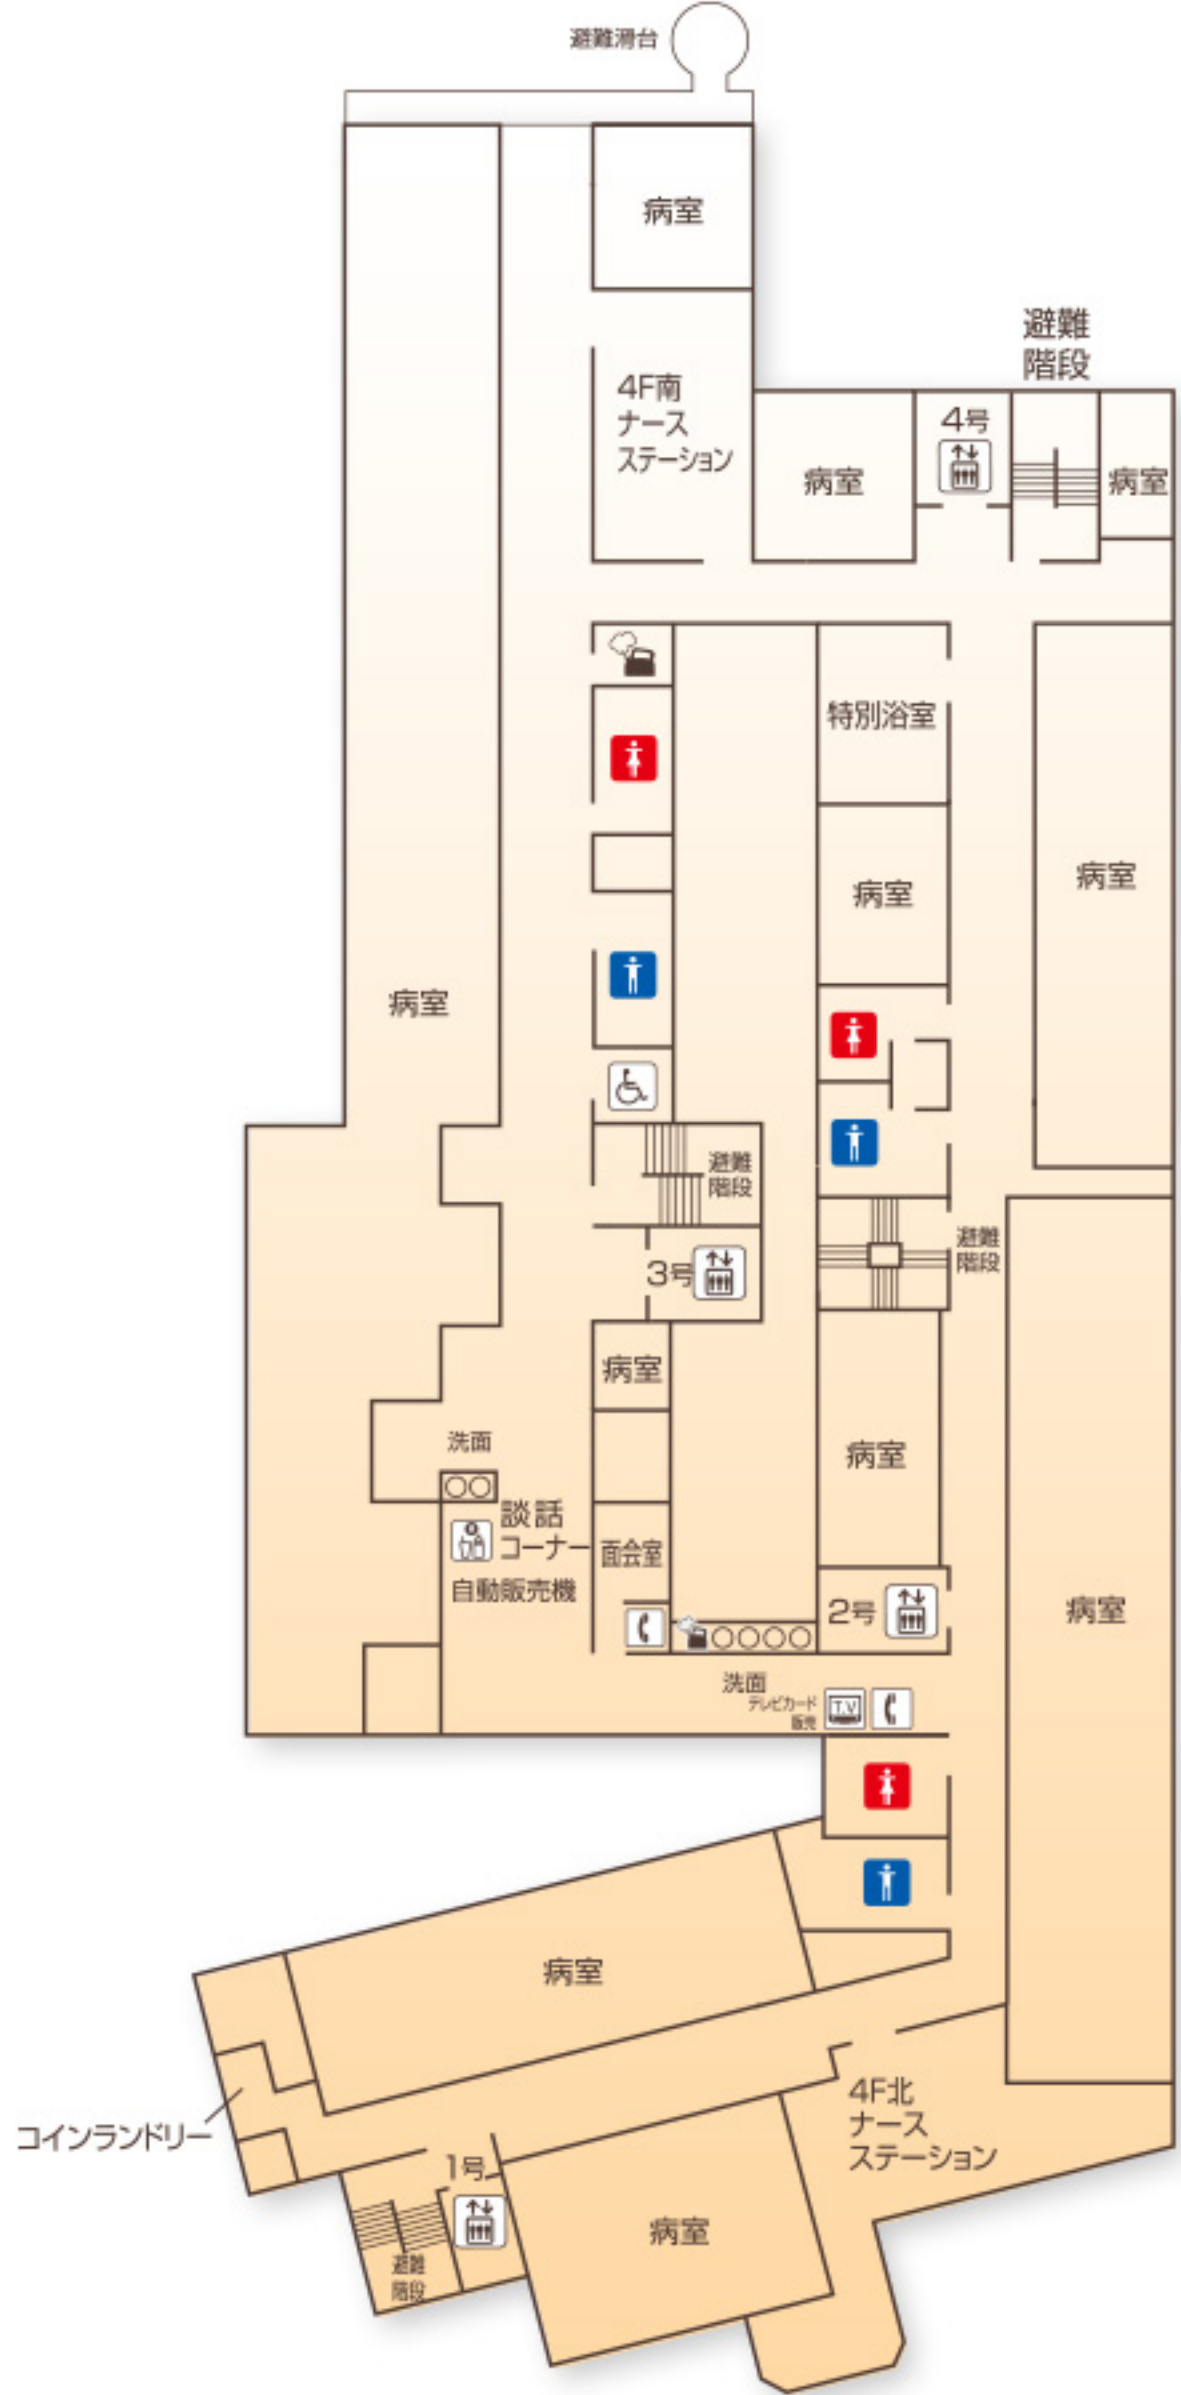 避難滑台
病室
避難
階段
4F南
ナース
ステーション
4号
病室
病室
特別浴室
病室
病室
病室
避難
階段
避難
階段
3号
病室
洗面
病室
談話
コーナー
面会室
自動販売機
2号
病室
洗面
テレビカード
販売
T.V
病室
コインランドリー
4F北
ナース
ステーション
1号
病室
避難
階段